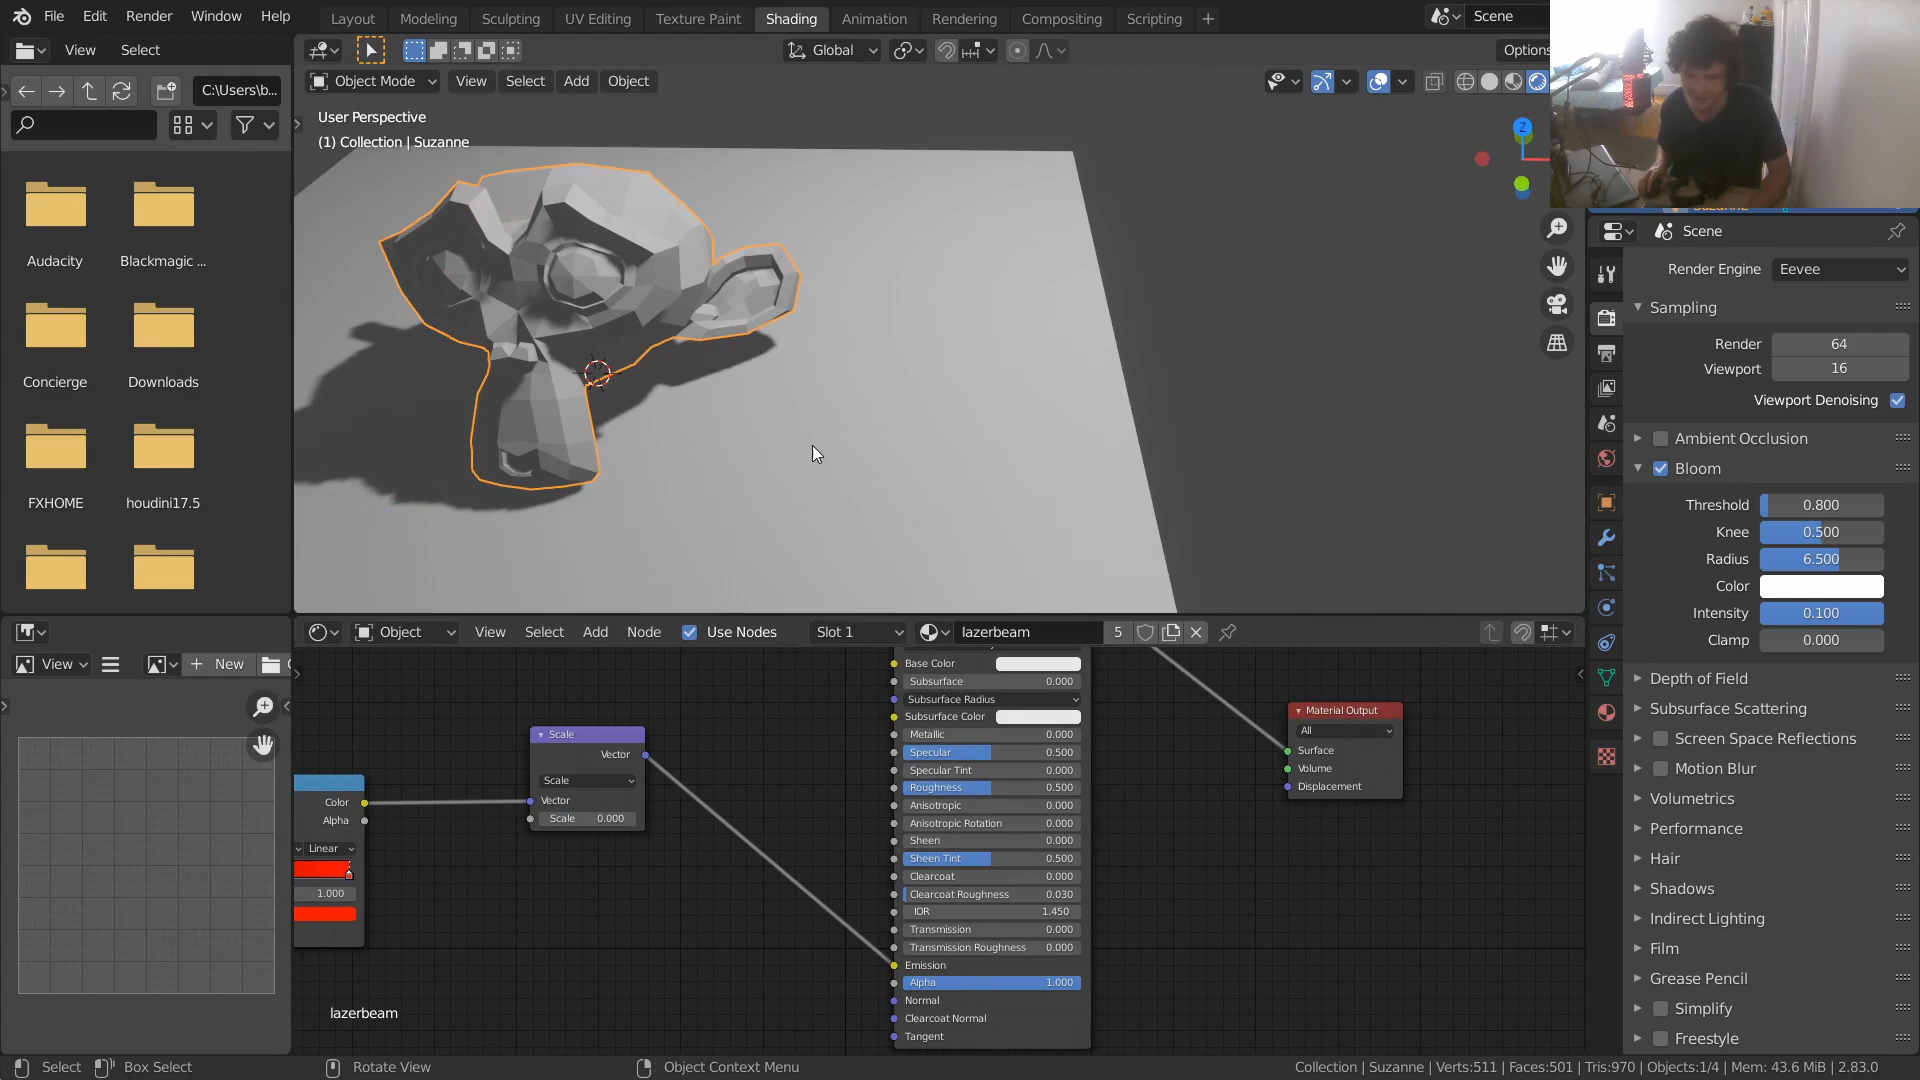 File Edit Render Window Help
Layout Modeling Sculpting UV Editing Texture Paint Shading Animation Rendering Compositing Scripting +
Scene
View Select
Global
Options
C:\Users\b...
Object Mode View Select Add Object
User Perspective
(1) Collection | Suzanne
Z
Audacity Blackmagic ...
Concierge Downloads
FXHOME houdini17.5
Scene
Render Engine Eevee
Sampling
Render 64
Viewport 16
Viewport Denoising
Ambient Occlusion
Bloom
Threshold 0.800
Knee 0.500
Radius 6.500
Color
Intensity 0.100
Clamp 0.000
Depth of Field
Subsurface Scattering
Screen Space Reflections
Motion Blur
Volumetrics
Performance
Hair
Shadows
Indirect Lighting
Film
Grease Pencil
Simplify
Freestyle
Object View Select Add Node Use Nodes Slot 1 lazerbeam 5
View + New
Color
Alpha
Linear
1.000
Scale
Vector
Scale
Vector
Scale 0.000
Base Color
Subsurface 0.000
Subsurface Radius
Subsurface Color
Metallic 0.000
Specular 0.500
Specular Tint 0.000
Roughness 0.500
Anisotropic 0.000
Anisotropic Rotation 0.000
Sheen 0.000
Sheen Tint 0.500
Clearcoat 0.000
Clearcoat Roughness 0.030
IOR 1.450
Transmission 0.000
Transmission Roughness 0.000
Emission
Alpha 1.000
Normal
Clearcoat Normal
Tangent
Material Output
All
Surface
Volume
Displacement
lazerbeam
Select Box Select Rotate View Object Context Menu
Collection | Suzanne | Verts:511 | Faces:501 | Tris:970 | Objects:1/4 | Mem: 43.6 MiB | 2.83.0